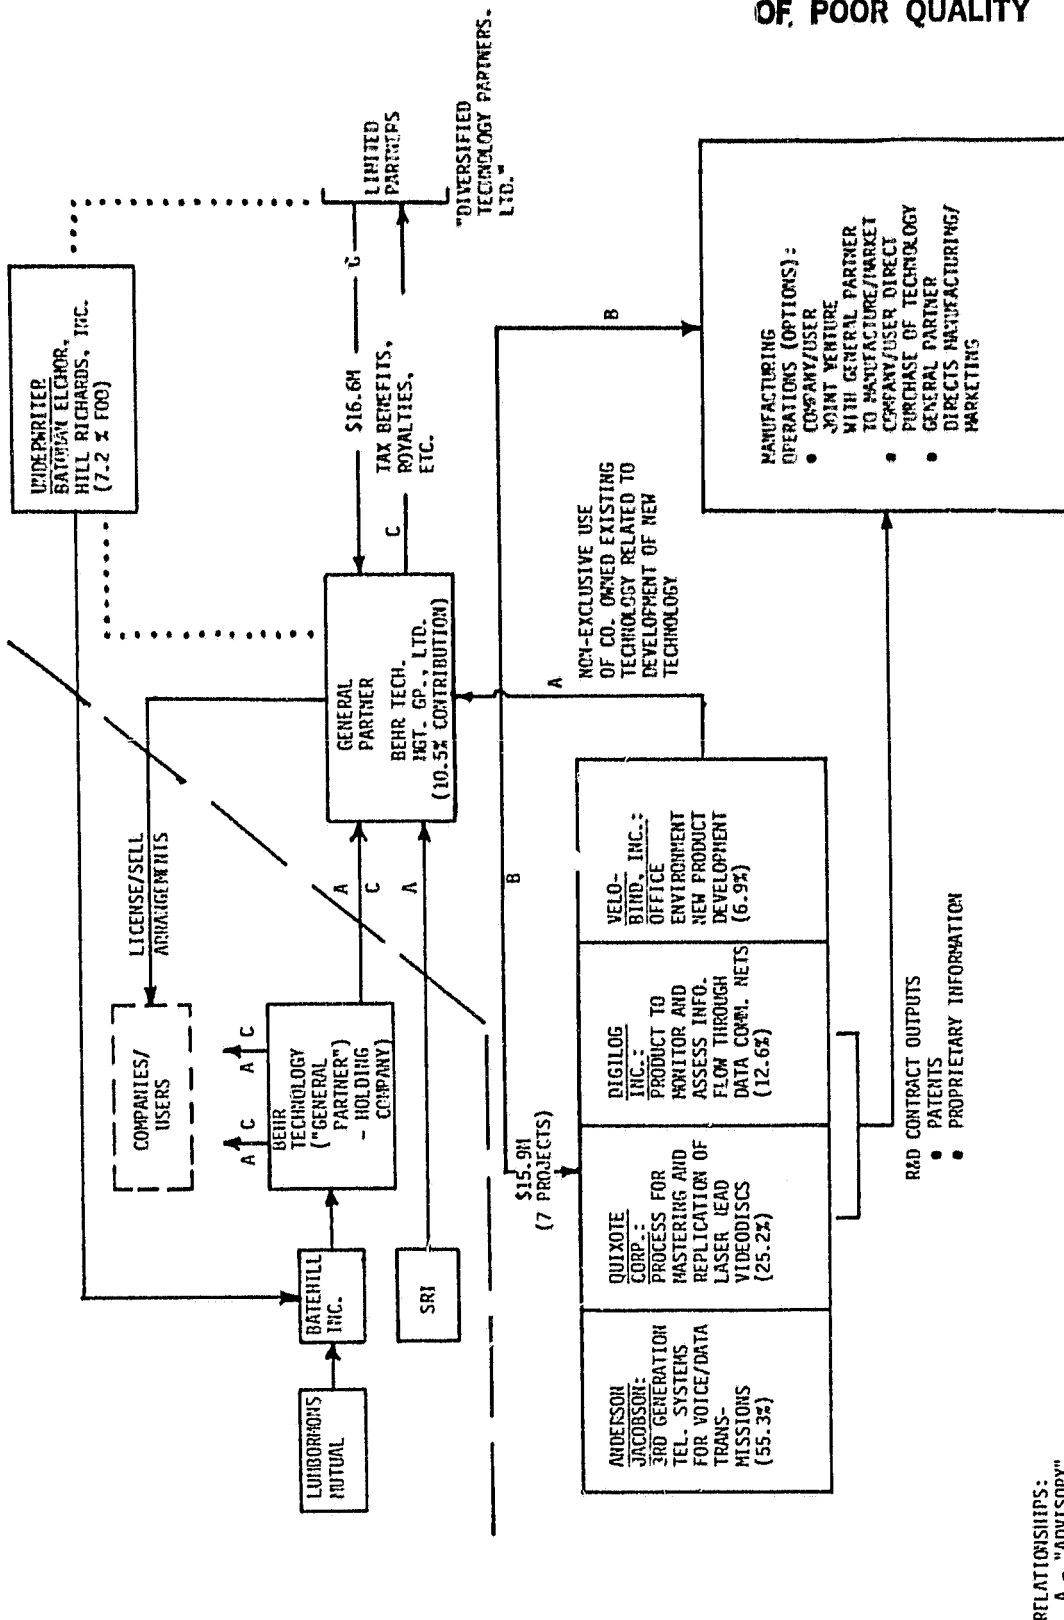 OF POOR QUALITY
UNDERWRITER
BATOMAN ELCHOR,
HILL RICHARDS, INC.
(7.2 % FOO)
LIMITED
PARTNERS
"DIVERSIFIED
TECHNOLOGY PARTNERS,
LTD."
$16.6M
C
C
TAX BENEFITS,
ROYALTIES,
ETC.
GENERAL
PARTNER
BEHR TECH.
MGT. GP., LTD.
(10.5% CONTRIBUTION)
LICENSE/SELL
ARRANGEMENTS
COMPANIES/
USERS
A C
A C
BEHR
TECHNOLOGY
("GENERAL
PARTNER")
- HOLDING
COMPANY)
A
C
A
BATEHILL
INC.
LUMBORMONS
MUTUAL
SRI
NON-EXCLUSIVE USE
OF CO. OWNED EXISTING
TECHNOLOGY RELATED TO
DEVELOPMENT OF NEW
TECHNOLOGY
A
B
B
$15.9M
(7 PROJECTS)
ANDERSON
JACOBSON:
3RD GENERATION
TEL. SYSTEMS
FOR VOICE/DATA
TRANS-
MISSIONS
(55.3%)
QUIXOTE
CORP.:
PROCESS FOR
MASTERING AND
REPLICATION OF
LASER LEAD
VIDEODISCS
(25.2%)
DIGILOG
INC.:
PRODUCT TO
MONITOR AND
ASSESS INFO.
FLOW THROUGH
DATA COMM. NETS
(12.6%)
VELO-
BIND, INC.:
OFFICE
ENVIRONMENT
NEW PRODUCT
DEVELOPMENT
(6.9%)
MANUFACTURING
OPERATIONS (OPTIONS):
• COMPANY/USER
JOINT VENTURE
WITH GENERAL PARTNER
TO MANUFACTURE/MARKET
• COMPANY/USER DIRECT
PURCHASE OF TECHNOLOGY
• GENERAL PARTNER
DIRECTS MANUFACTURING/
MARKETING
R&D CONTRACT OUTPUTS
• PATENTS
• PROPRIETARY INFORMATION
RELATIONSHIPS:
A - "ADVISORY"